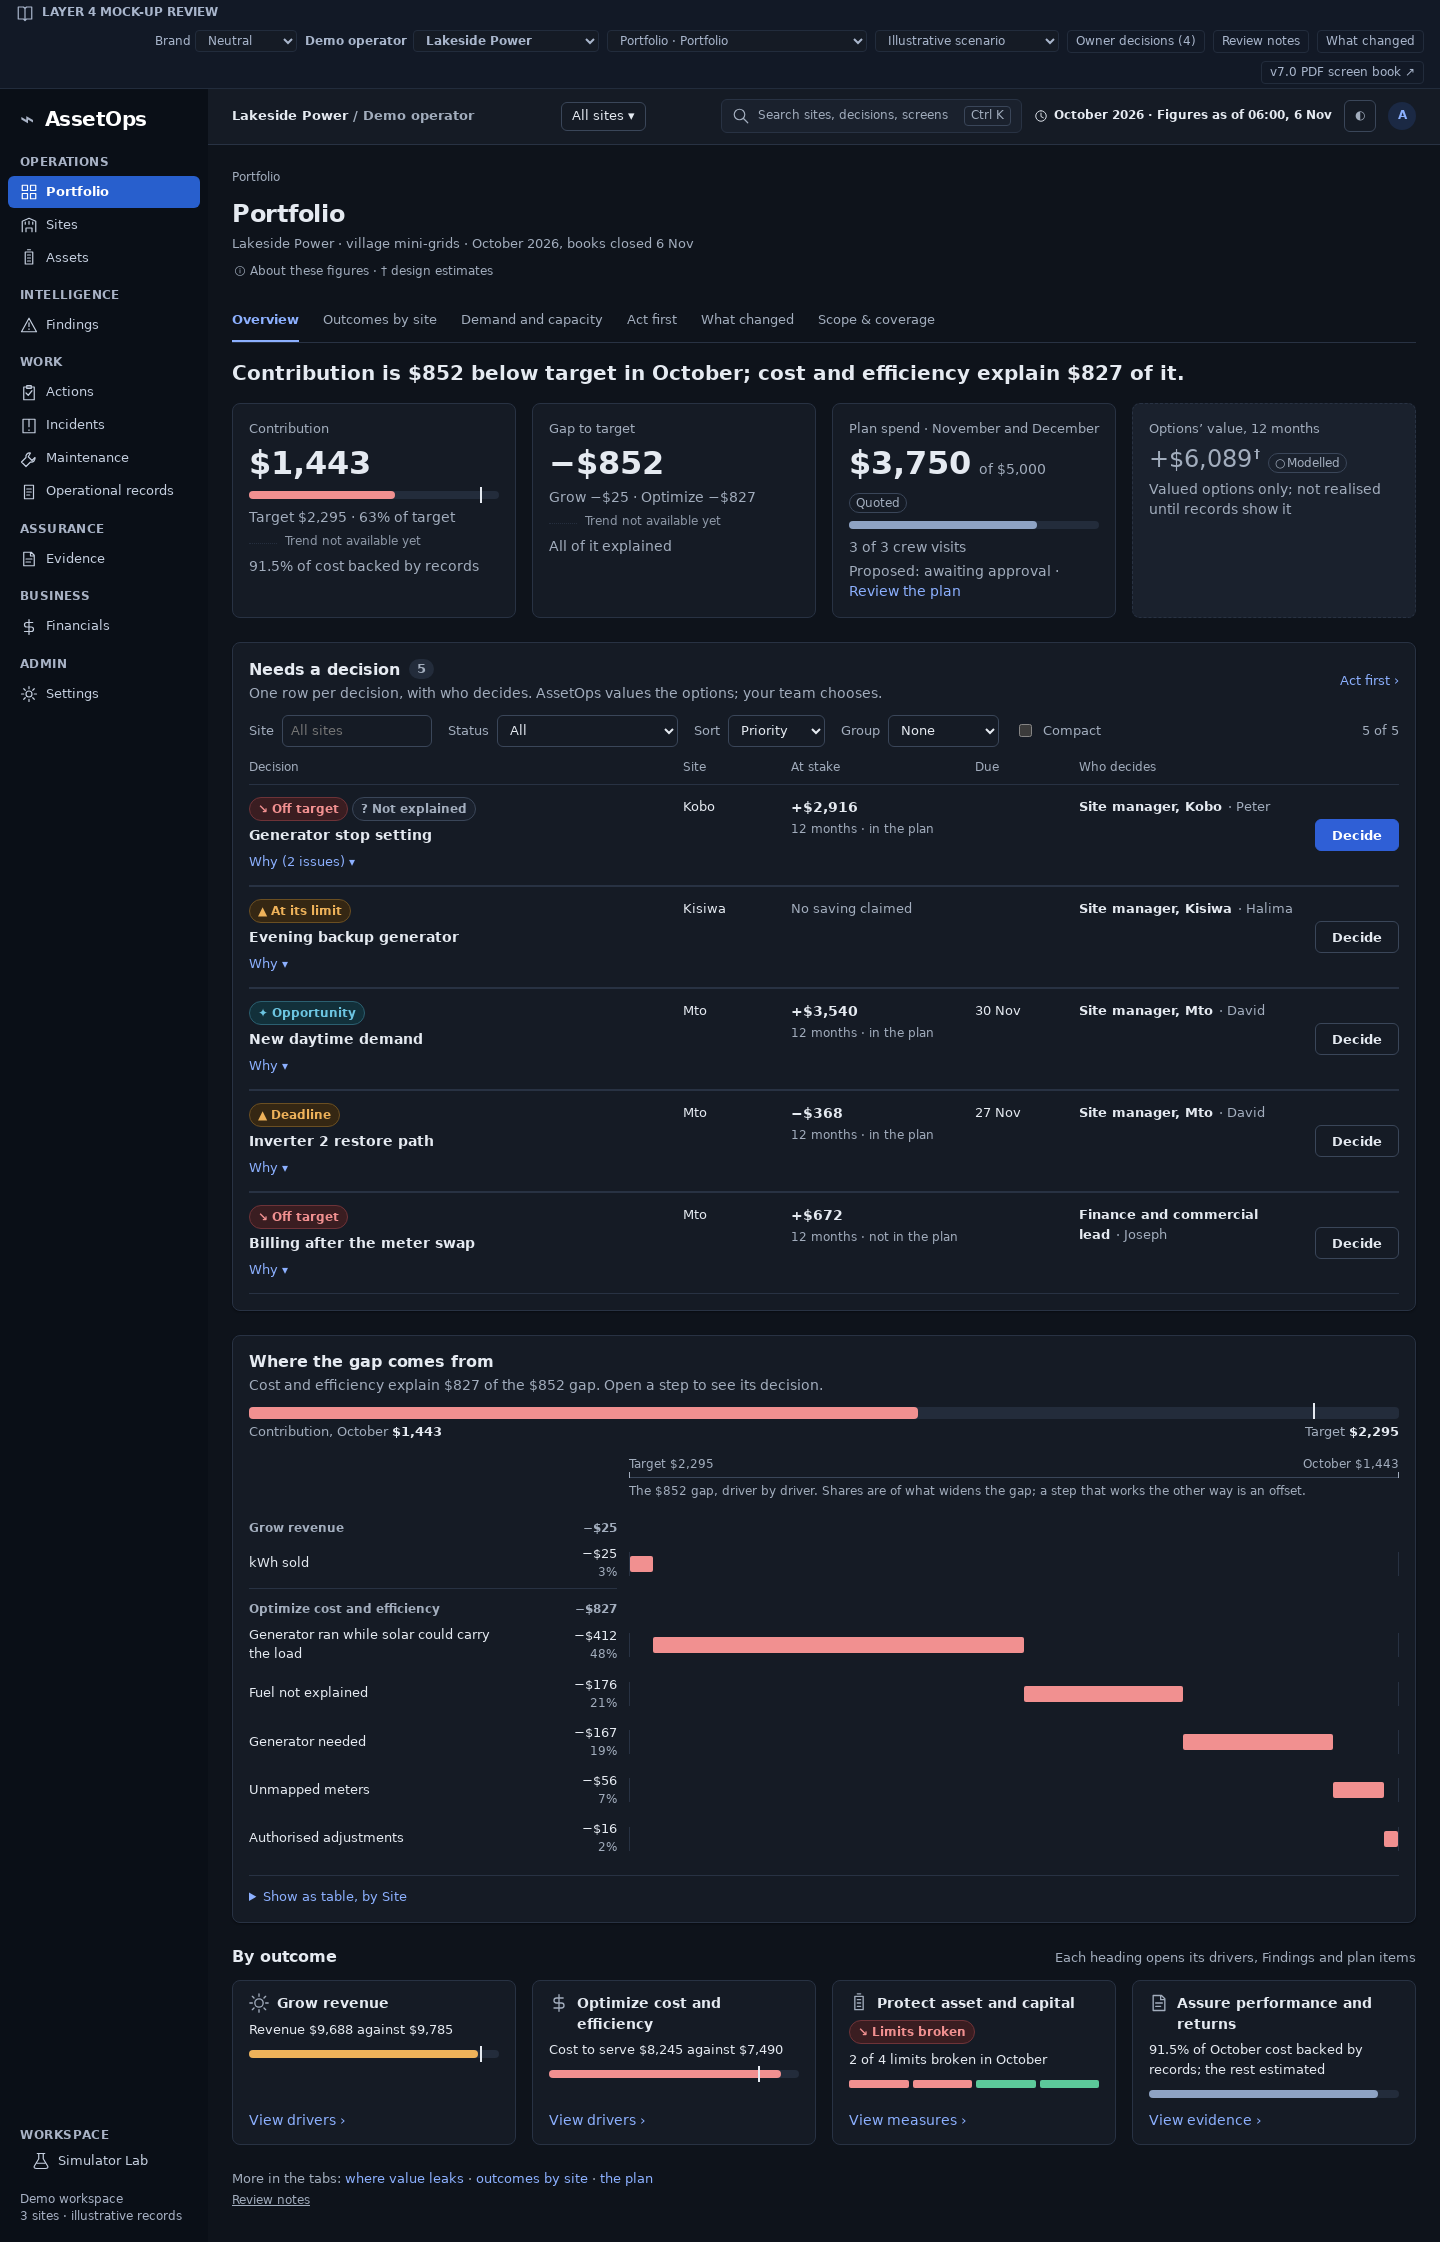 LAYER 4 MOCK-UP REVIEW
Brand Neutral Demo operator Lakeside Power Portfolio · Portfolio Illustrative scenario Owner decisions (4) Review notes What changed
v7.0 PDF screen book ↗
AssetOps
OPERATIONS
Portfolio
Sites
Assets
INTELLIGENCE
Findings
WORK
Actions
Incidents
Maintenance
Operational records
ASSURANCE
Evidence
BUSINESS
Financials
ADMIN
Settings
WORKSPACE
Simulator Lab
Demo workspace
3 sites · illustrative records
Lakeside Power / Demo operator All sites ▾ Search sites, decisions, screens Ctrl K October 2026 · Figures as of 06:00, 6 Nov A
Portfolio
Portfolio
Lakeside Power · village mini-grids · October 2026, books closed 6 Nov
About these figures · † design estimates
Overview Outcomes by site Demand and capacity Act first What changed Scope & coverage
Contribution is $852 below target in October; cost and efficiency explain $827 of it.
Contribution
$1,443
Target $2,295 · 63% of target
Trend not available yet
91.5% of cost backed by records
Gap to target
−$852
Grow −$25 · Optimize −$827
Trend not available yet
All of it explained
Plan spend · November and December
$3,750 of $5,000
Quoted
3 of 3 crew visits
Proposed: awaiting approval ·
Review the plan
Options’ value, 12 months
+$6,089† ○ Modelled
Valued options only; not realised
until records show it
Needs a decision 5
One row per decision, with who decides. AssetOps values the options; your team chooses.
Act first ›
Site All sites Status All Sort Priority Group None Compact 5 of 5
Decision Site At stake Due Who decides
↘ Off target ? Not explained Kobo +$2,916 Site manager, Kobo · Peter
12 months · in the plan
Generator stop setting Decide
Why (2 issues) ▾
▲ At its limit Kisiwa No saving claimed Site manager, Kisiwa · Halima
Evening backup generator Decide
Why ▾
✦ Opportunity Mto +$3,540 30 Nov Site manager, Mto · David
12 months · in the plan
New daytime demand Decide
Why ▾
▲ Deadline Mto −$368 27 Nov Site manager, Mto · David
12 months · in the plan
Inverter 2 restore path Decide
Why ▾
↘ Off target Mto +$672 Finance and commercial
12 months · not in the plan lead · Joseph
Billing after the meter swap Decide
Why ▾
Where the gap comes from
Cost and efficiency explain $827 of the $852 gap. Open a step to see its decision.
Contribution, October $1,443 Target $2,295
Target $2,295 October $1,443
The $852 gap, driver by driver. Shares are of what widens the gap; a step that works the other way is an offset.
Grow revenue −$25
kWh sold −$25
3%
Optimize cost and efficiency −$827
Generator ran while solar could carry −$412
the load 48%
Fuel not explained −$176
21%
Generator needed −$167
19%
Unmapped meters −$56
7%
Authorised adjustments −$16
2%
▶ Show as table, by Site
By outcome
Each heading opens its drivers, Findings and plan items
Grow revenue
Revenue $9,688 against $9,785
View drivers ›
Optimize cost and
efficiency
Cost to serve $8,245 against $7,490
View drivers ›
Protect asset and capital
↘ Limits broken
2 of 4 limits broken in October
View measures ›
Assure performance and
returns
91.5% of October cost backed by
records; the rest estimated
View evidence ›
More in the tabs: where value leaks · outcomes by site · the plan
Review notes